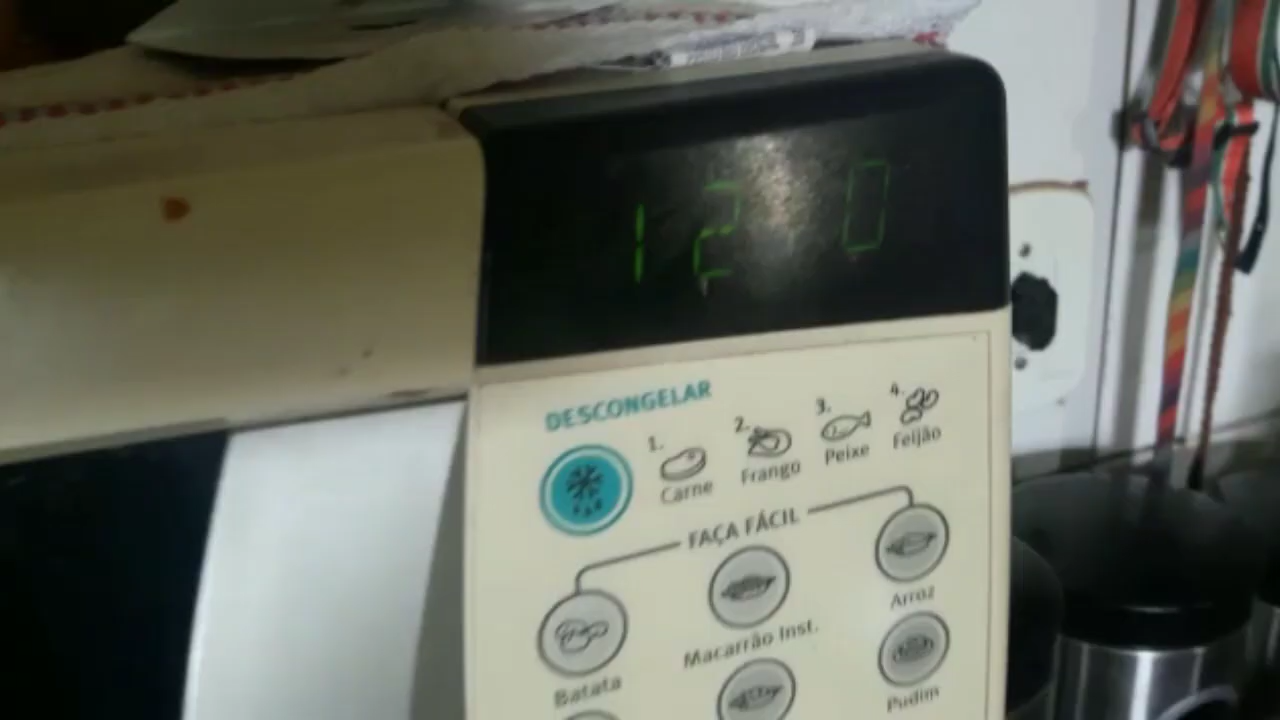 12 0
DESCONGELAR
1. 2. 3. 4.
Carne Frango Peixe Feijão
FAÇA FÁCIL
Batata Macarrão Inst. Arroz
Pudim